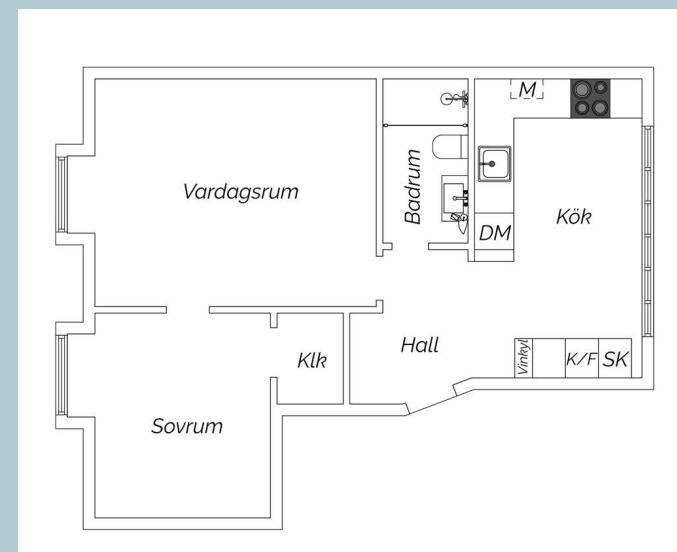 M
Vardagsrum
Badrum
Kök
DM
Hall
Vinkyl
K/F
SK
Klk
Sovrum